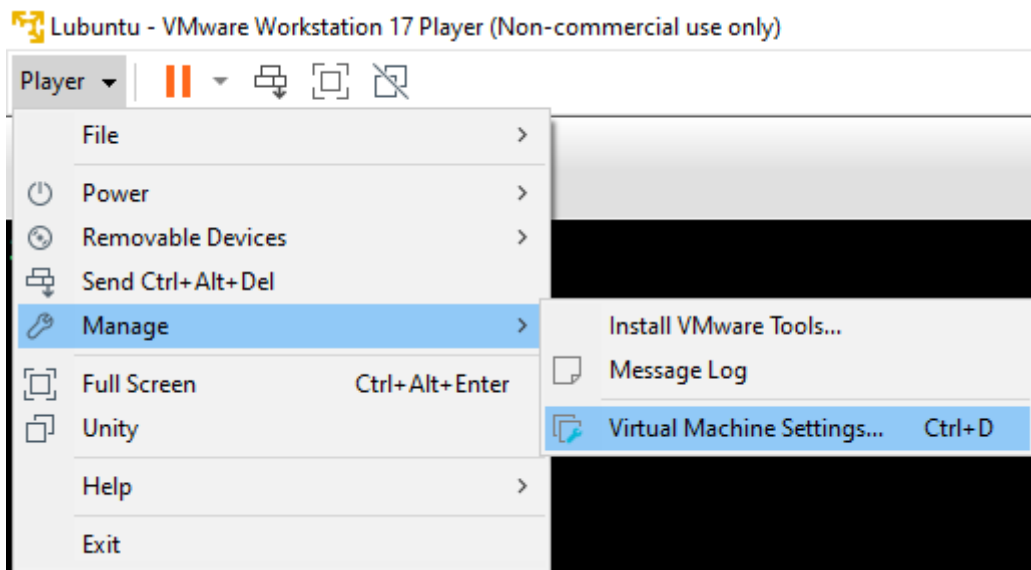 Lubuntu - VMware Workstation 17 Player (Non-commercial use only)
Player
File
Power
Removable Devices
Send Ctrl+Alt+Del
Manage
Install VMware Tools...
Message Log
Full Screen Ctrl+Alt+Enter
Unity
Virtual Machine Settings... Ctrl+D
Help
Exit